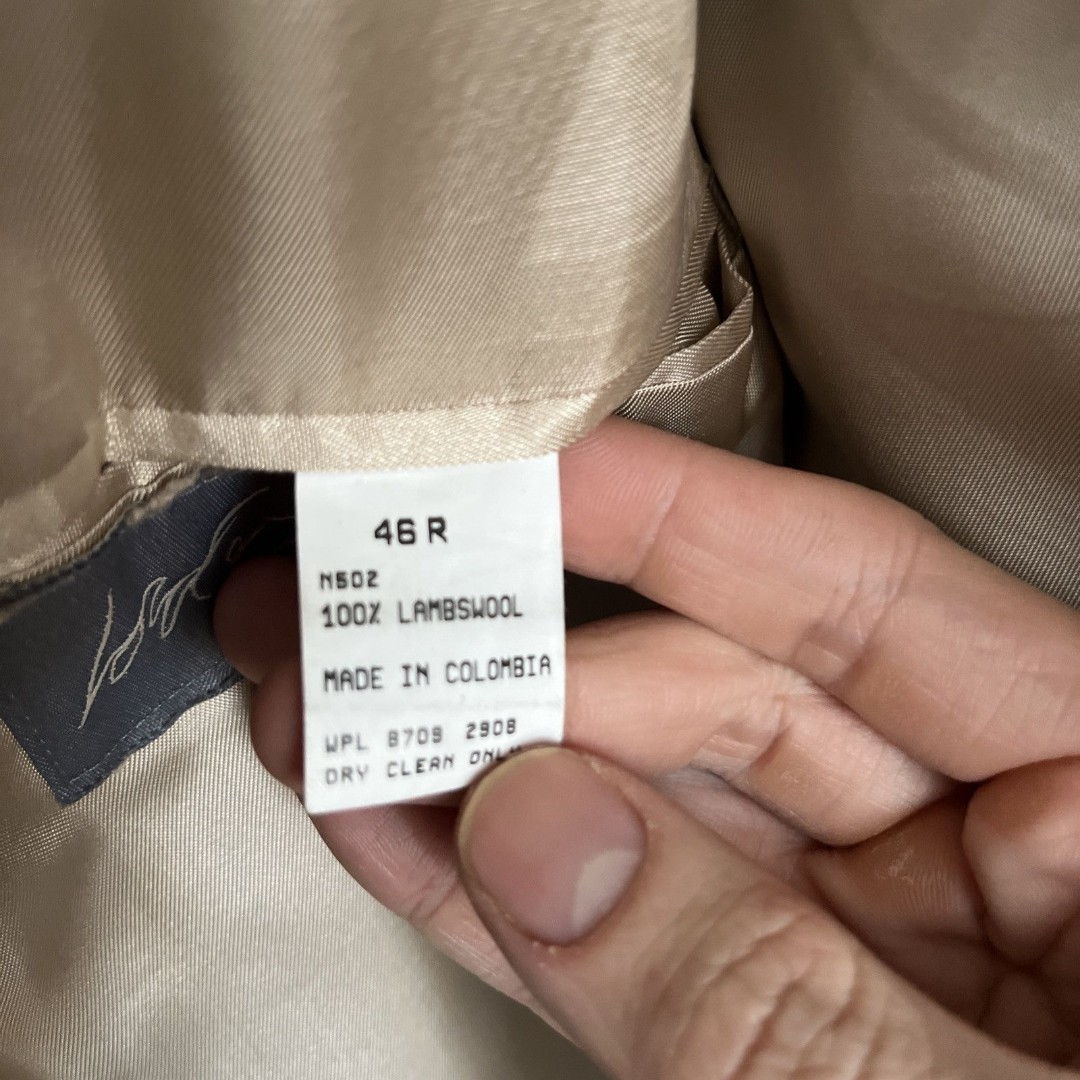 46 R
N502
100% LAMBSWOOL
MADE IN COLOMBIA
WPL 8709 2908
DRY CLEAN ONLY